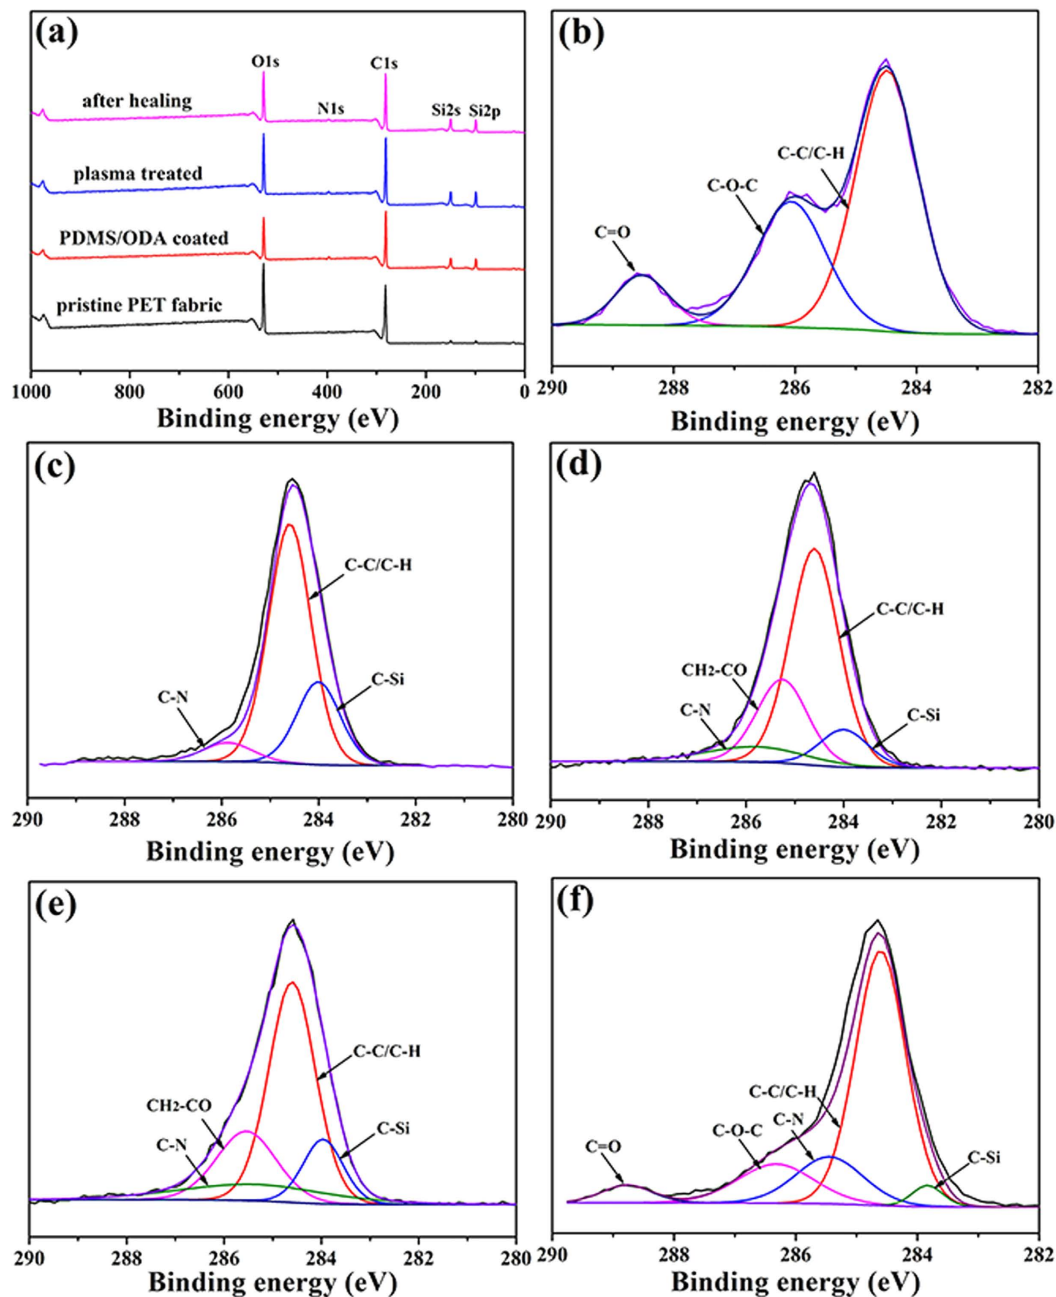 (a)
O1s
C1s
N1s
Si2s
Si2p
after healing
plasma treated
PDMS/ODA coated
pristine PET fabric
1000 800 600 400 200 0
Binding energy (eV)
(b)
C-C/C-H
C-O-C
C=O
290 288 286 284 282
Binding energy (eV)
(c)
C-C/C-H
C-N
C-Si
290 288 286 284 282 280
Binding energy (eV)
(d)
C-C/C-H
CH2-CO
C-N
C-Si
290 288 286 284 282 280
Binding energy (eV)
(e)
C-C/C-H
CH2-CO
C-N
C-Si
290 288 286 284 282 280
Binding energy (eV)
(f)
C-C/C-H
C-N
C-O-C
C=O
C-Si
290 288 286 284 282
Binding energy (eV)